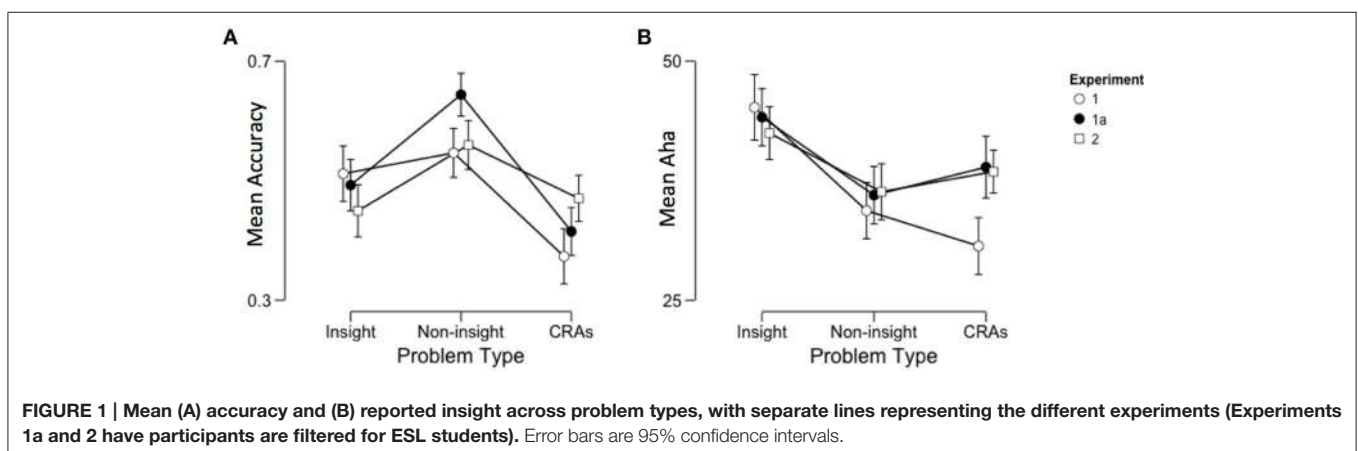 A
B
0.7
50
Experiment
1
1a
2
Mean Accuracy
Mean Aha
0.3
25
Insight Non-insight CRAs
Insight Non-insight CRAs
Problem Type
Problem Type
FIGURE 1 | Mean (A) accuracy and (B) reported insight across problem types, with separate lines representing the different experiments (Experiments
1a and 2 have participants are filtered for ESL students). Error bars are 95% confidence intervals.